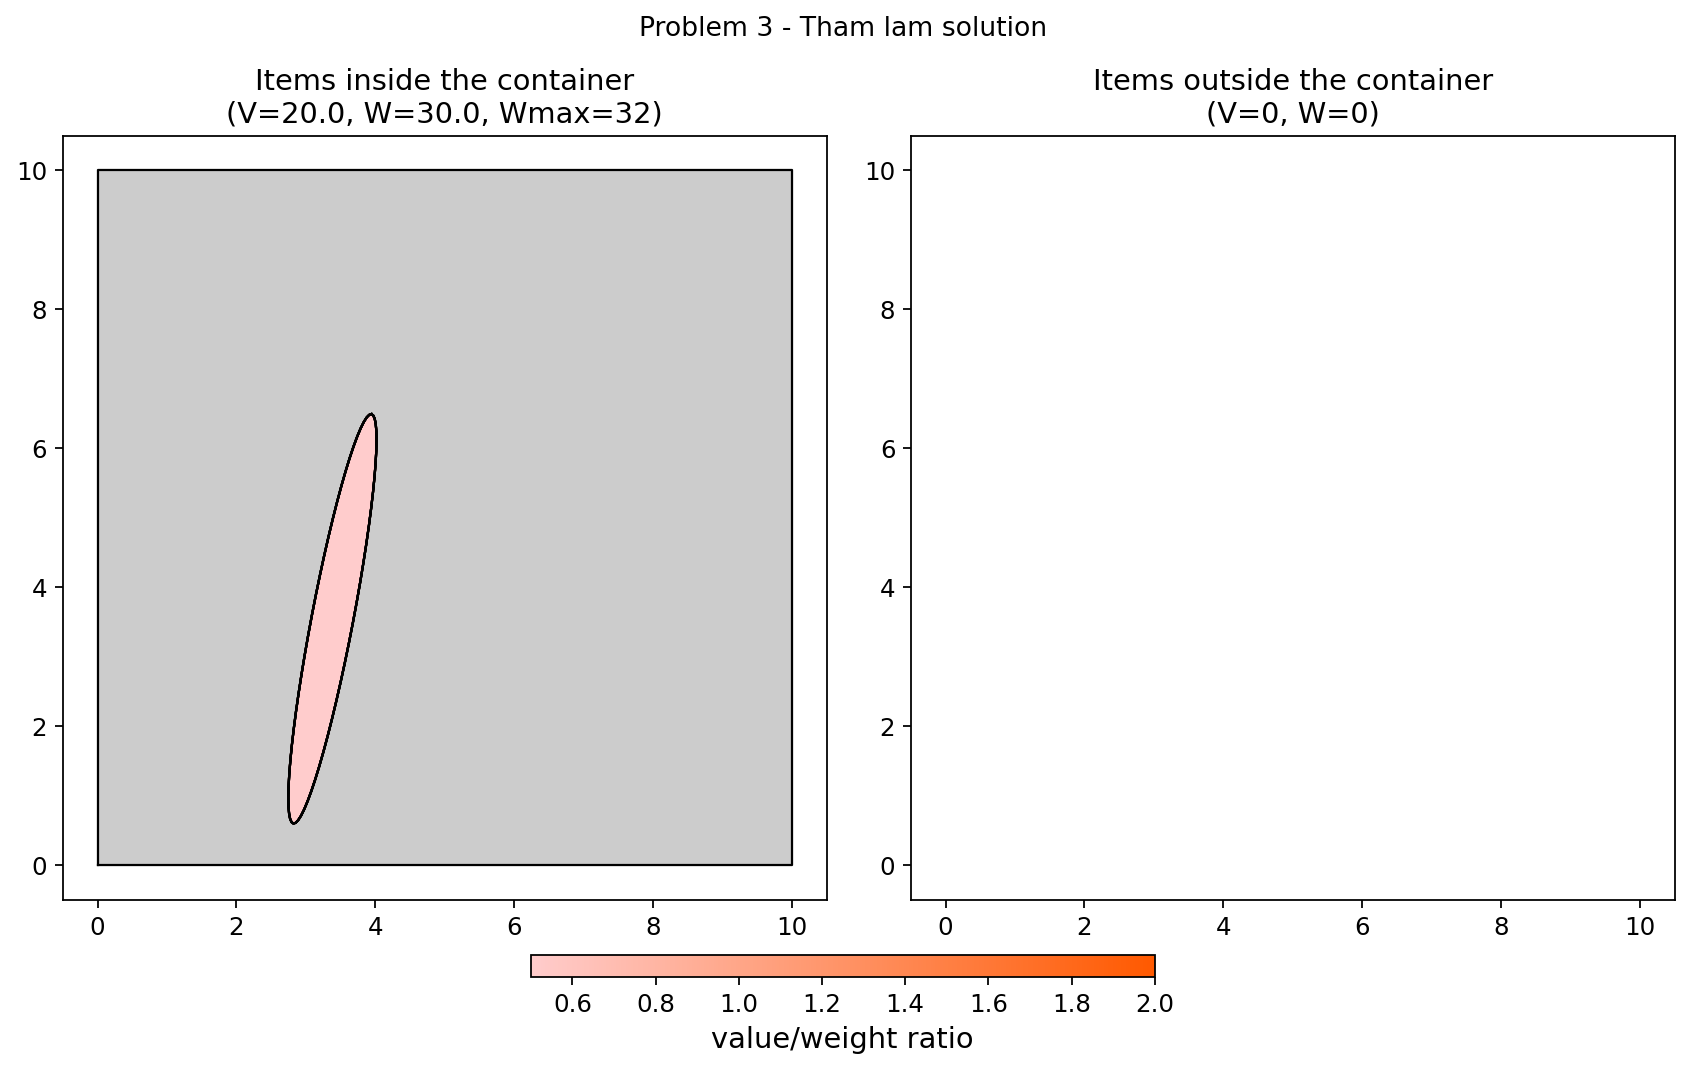 Problem 3 - Tham lam solution
Items inside the container
(V=20.0, W=30.0, Wmax=32)
10
8
6
4
2
0
0 2 4 6 8 10
Items outside the container
(V=0, W=0)
10
8
6
4
2
0
0 2 4 6 8 10
0.6 0.8 1.0 1.2 1.4 1.6 1.8 2.0
value/weight ratio